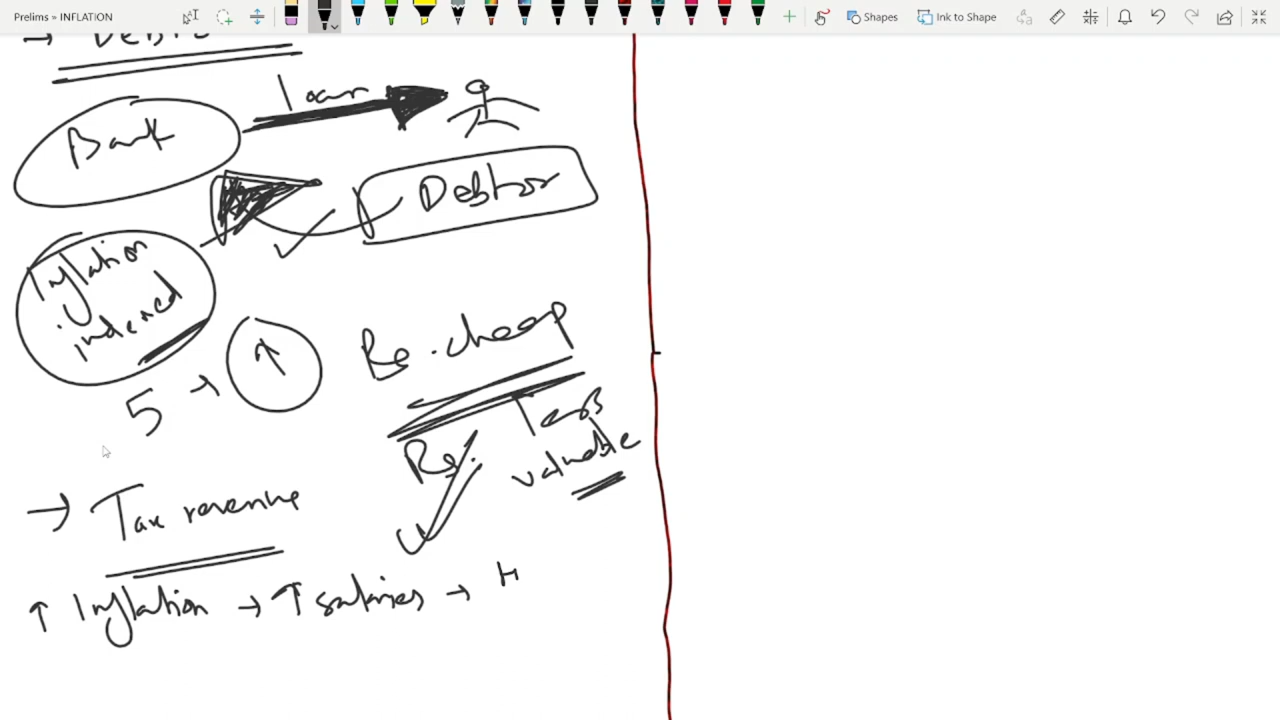 Prelims » INFLATION
Shapes
Ink to Shape
→ Debto
loan
Bank
Debtor
Inflation
indexed
Re. cheap
5 → ↑
Less
Re.
valuable
→ Tax revenue
↑ Inflation → ↑ salaries →